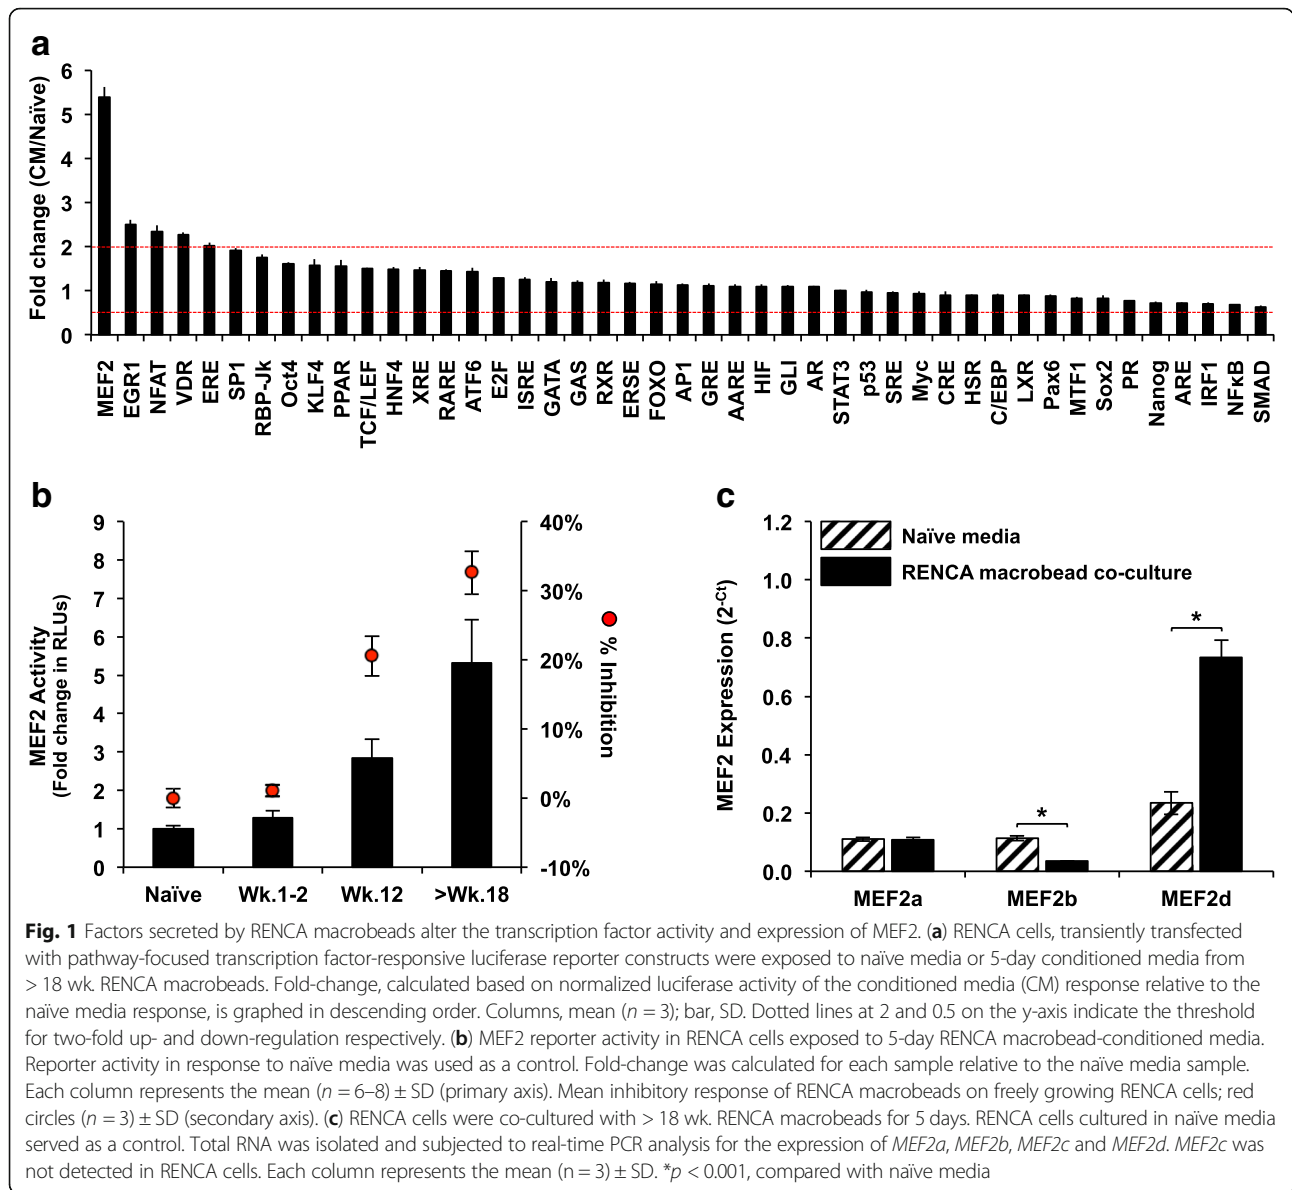 a
Fold change (CM/Naïve)
6
5
4
3
2
1
0
MEF2
EGR1
NFAT
VDR
ERE
SP1
RBP-Jk
Oct4
KLF4
PPAR
TCF/LEF
HNF4
XRE
RARE
ATF6
E2F
ISRE
GATA
GAS
RXR
ERSE
FOXO
AP1
GRE
AARE
HIF
GLI
AR
STAT3
p53
SRE
Myc
CRE
HSR
C/EBP
LXR
Pax6
MTF1
Sox2
PR
Nanog
ARE
IRF1
NFκB
SMAD
b
MEF2 Activity
(Fold change in RLUs)
9
8
7
6
5
4
3
2
1
0
40%
30%
20%
10%
0%
-10%
% Inhibition
Naïve
Wk.1-2
Wk.12
>Wk.18
c
MEF2 Expression (2-Ct)
1.2
1.0
0.8
0.6
0.4
0.2
0.0
Naïve media
RENCA macrobead co-culture
*
*
MEF2a
MEF2b
MEF2d
Fig. 1 Factors secreted by RENCA macrobeads alter the transcription factor activity and expression of MEF2. (a) RENCA cells, transiently transfected
with pathway-focused transcription factor-responsive luciferase reporter constructs were exposed to naïve media or 5-day conditioned media from
> 18 wk. RENCA macrobeads. Fold-change, calculated based on normalized luciferase activity of the conditioned media (CM) response relative to the
naïve media response, is graphed in descending order. Columns, mean (n = 3); bar, SD. Dotted lines at 2 and 0.5 on the y-axis indicate the threshold
for two-fold up- and down-regulation respectively. (b) MEF2 reporter activity in RENCA cells exposed to 5-day RENCA macrobead-conditioned media.
Reporter activity in response to naïve media was used as a control. Fold-change was calculated for each sample relative to the naïve media sample.
Each column represents the mean (n = 6–8) ± SD (primary axis). Mean inhibitory response of RENCA macrobeads on freely growing RENCA cells; red
circles (n = 3) ± SD (secondary axis). (c) RENCA cells were co-cultured with > 18 wk. RENCA macrobeads for 5 days. RENCA cells cultured in naïve media
served as a control. Total RNA was isolated and subjected to real-time PCR analysis for the expression of MEF2a, MEF2b, MEF2c and MEF2d. MEF2c was
not detected in RENCA cells. Each column represents the mean (n = 3) ± SD. *p < 0.001, compared with naïve media